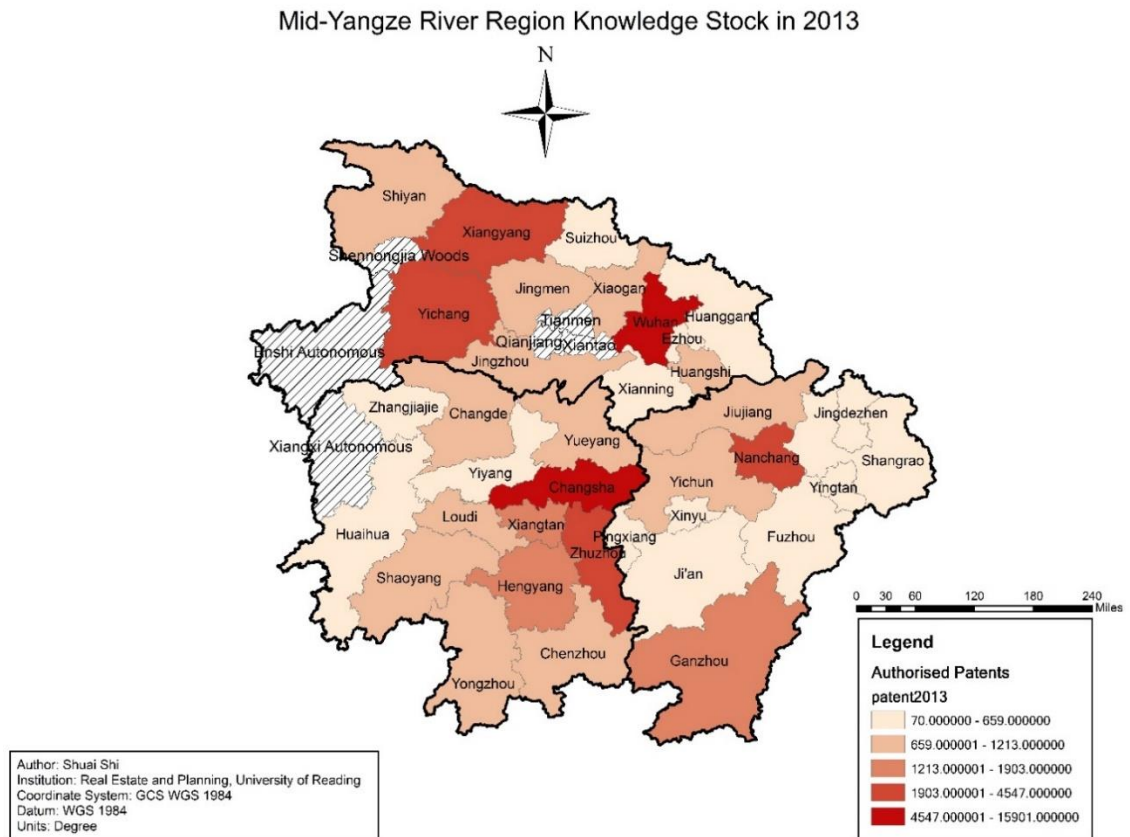 Mid-Yangze River Region Knowledge Stock in 2013
N
Shiyan
Xiangyang
Suizhou
Shennongjia Woods
Jingmen
Xiaogan
Yichang
Tianmen
Wuhan
Huanggang
Qianjiang
Xiantao
Ezhou
Enshi Autonomous
Jingzhou
Huangshi
Xianning
Zhangjiajie
Changde
Jiujiang
Jingdezhen
Xiangxi Autonomous
Yueyang
Nanchang
Shangrao
Yiyang
Changsha
Yichun
Yingtan
Loudi
Xiangtan
Xinyu
Huaihua
Pingxiang
Fuzhou
Zhuzhou
Shaoyang
Hengyang
Ji'an
Chenzhou
Ganzhou
Yongzhou
0 15 30 60 120 180 240
Miles
Legend
Authorised Patents
patent2013
70.000000 - 659.000000
659.000001 - 1213.000000
1213.000001 - 1903.000000
1903.000001 - 4547.000000
4547.000001 - 15901.000000
Author: Shuai Shi
Institution: Real Estate and Planning, University of Reading
Coordinate System: GCS WGS 1984
Datum: WGS 1984
Units: Degree